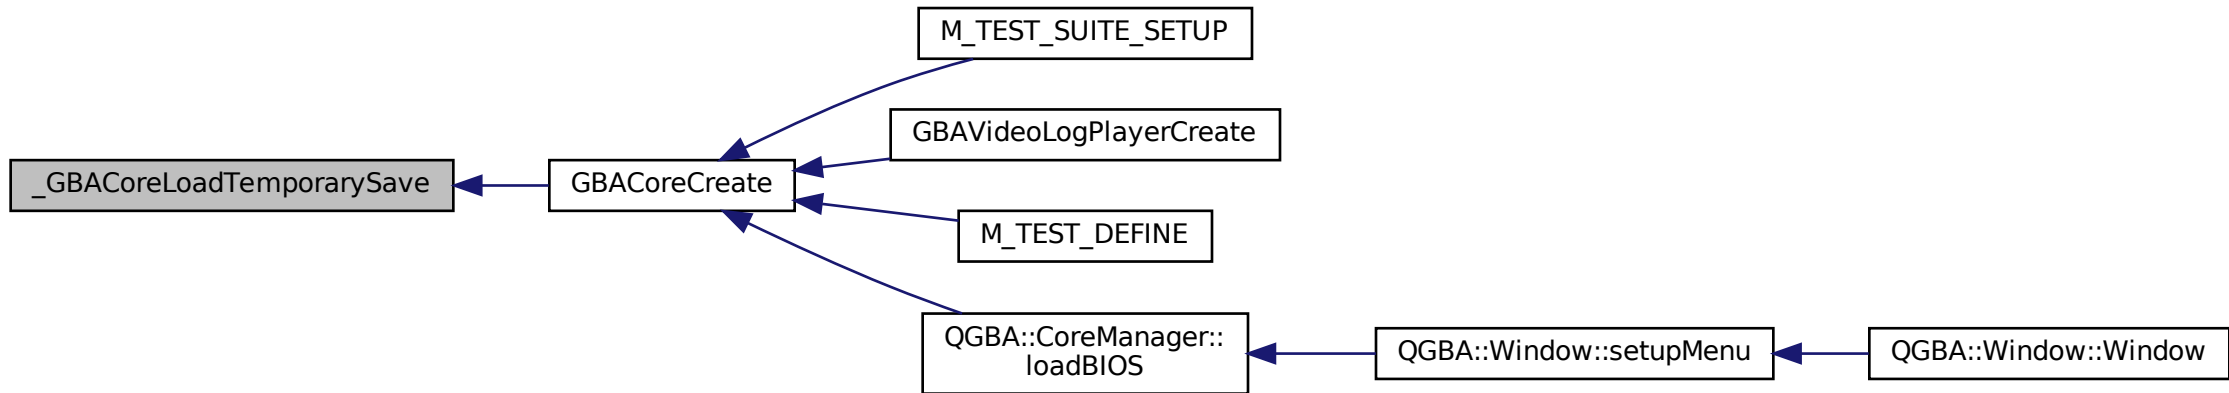 M_TEST_SUITE_SETUP
GBAVideoLogPlayerCreate
_GBACoreLoadTemporarySave
GBACoreCreate
M_TEST_DEFINE
QGBA::CoreManager::
loadBIOS
QGBA::Window::setupMenu
QGBA::Window::Window